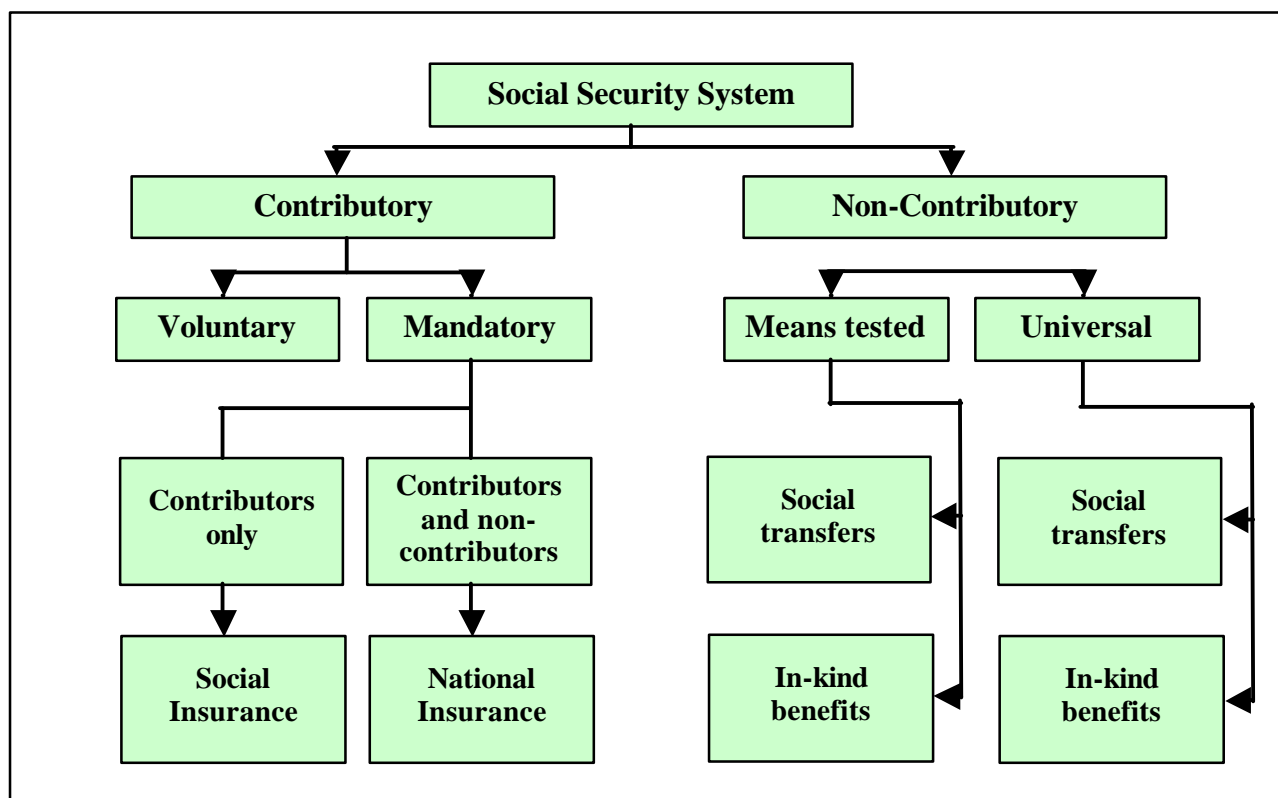 Social Security System
Contributory
Non-Contributory
Voluntary
Mandatory
Means tested
Universal
Contributors
only
Contributors
and non-
contributors
Social
transfers
Social
transfers
Social
Insurance
National
Insurance
In-kind
benefits
In-kind
benefits